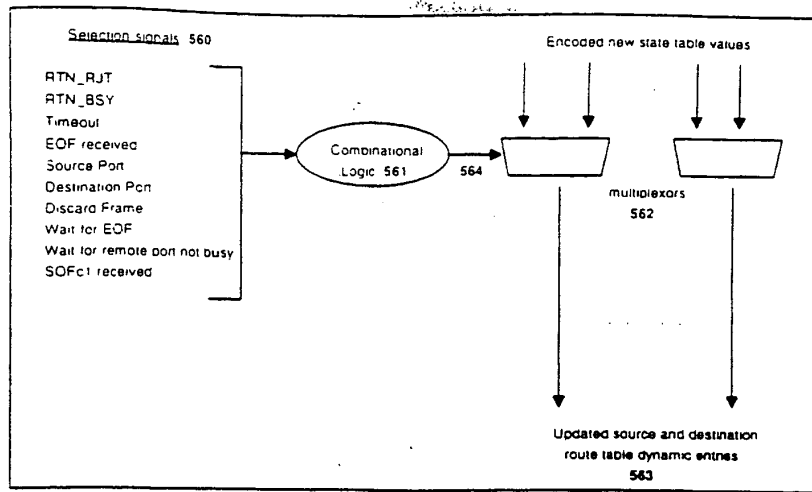 Selection signals 560
RTN_RJT
RTN_BSY
Timeout
EOF received
Source Port
Destination Port
Discard Frame
Wait for EOF
Wait for remote port not busy
SOFc1 received
Combinational
Logic 561
564
Encoded new state table values
multiplexors
562
Updated source and destination
route table dynamic entries
563